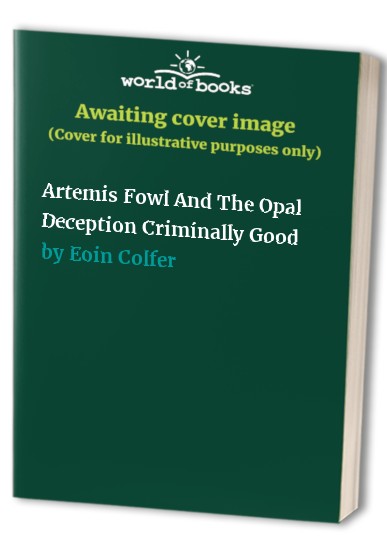 world of books
Awaiting cover image
(Cover for illustrative purposes only)
Artemis Fowl And The Opal
Deception Criminally Good
by Eoin Colfer